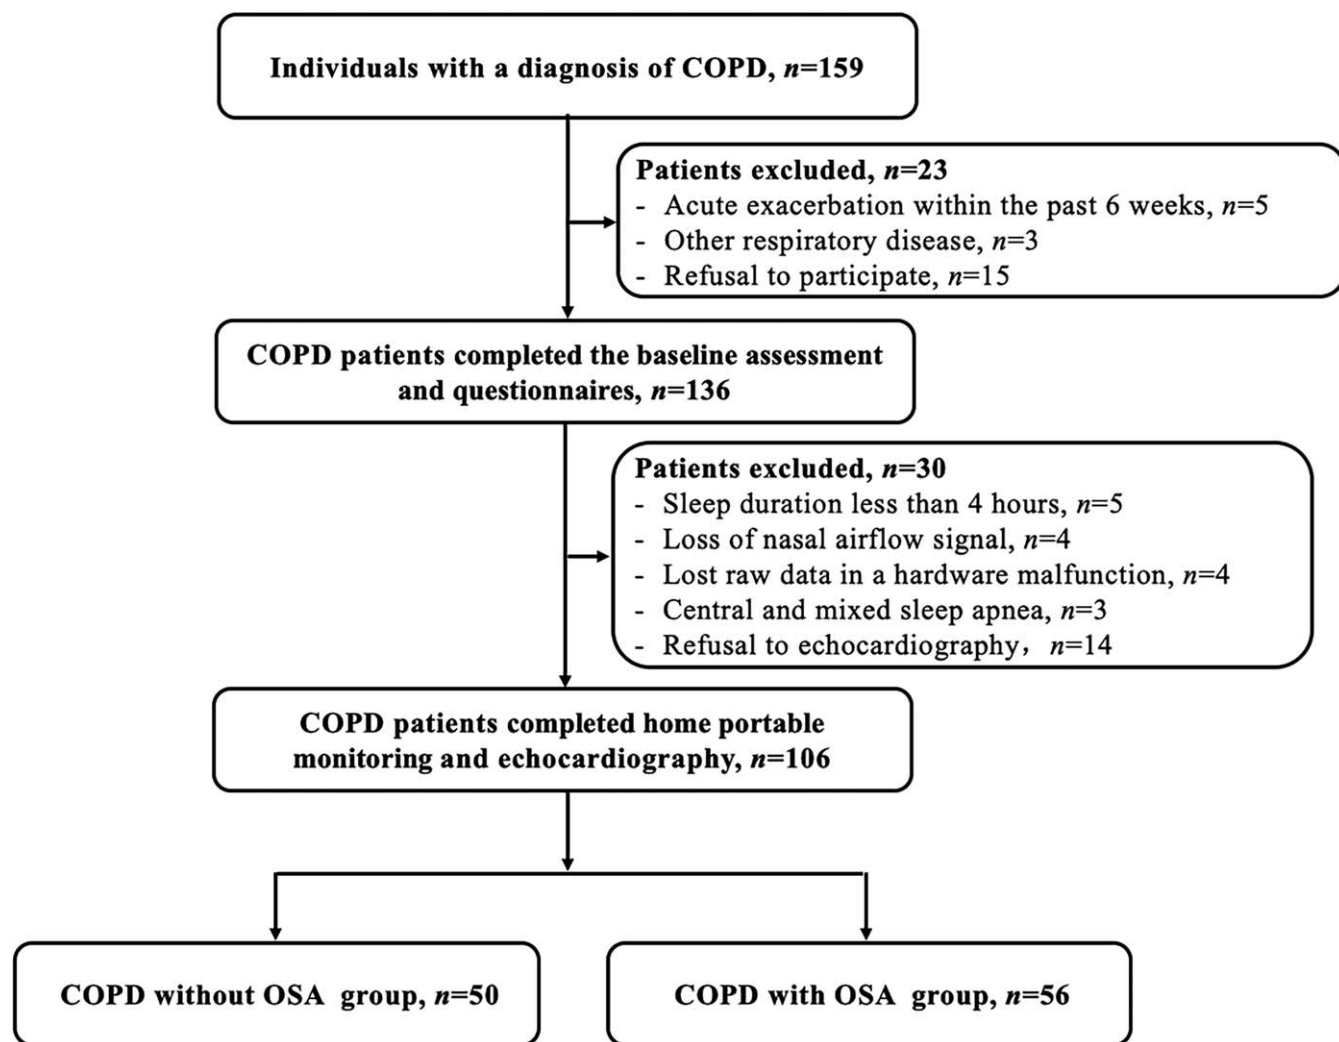 Individuals with a diagnosis of COPD, n=159
Patients excluded, n=23
- Acute exacerbation within the past 6 weeks, n=5
- Other respiratory disease, n=3
- Refusal to participate, n=15
COPD patients completed the baseline assessment
and questionnaires, n=136
Patients excluded, n=30
- Sleep duration less than 4 hours, n=5
- Loss of nasal airflow signal, n=4
- Lost raw data in a hardware malfunction, n=4
- Central and mixed sleep apnea, n=3
- Refusal to echocardiography， n=14
COPD patients completed home portable
monitoring and echocardiography, n=106
COPD without OSA group, n=50
COPD with OSA group, n=56